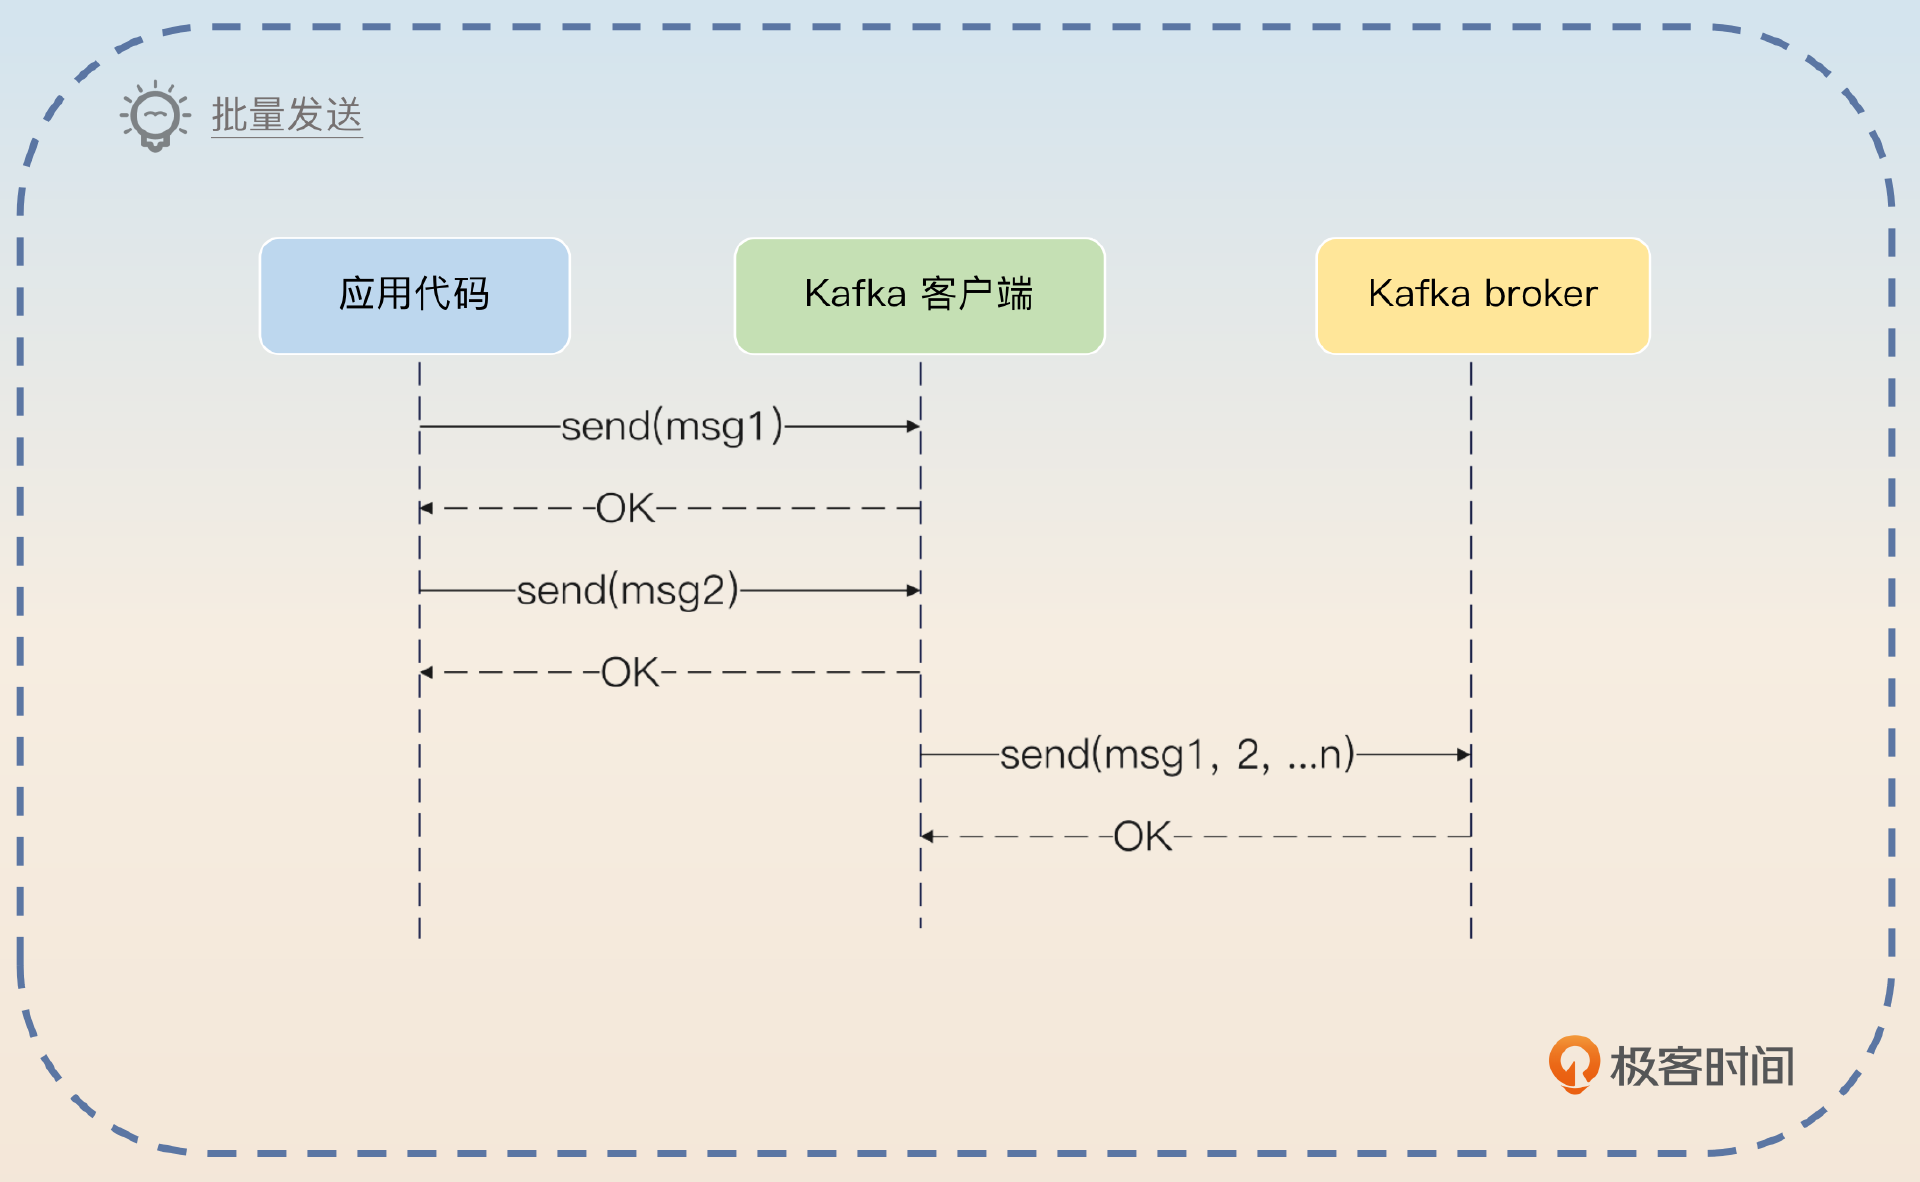 批量发送
应用代码
Kafka 客户端
Kafka broker
send(msg1)
OK
send(msg2)
OK
send(msg1, 2, ...n)
OK
极客时间